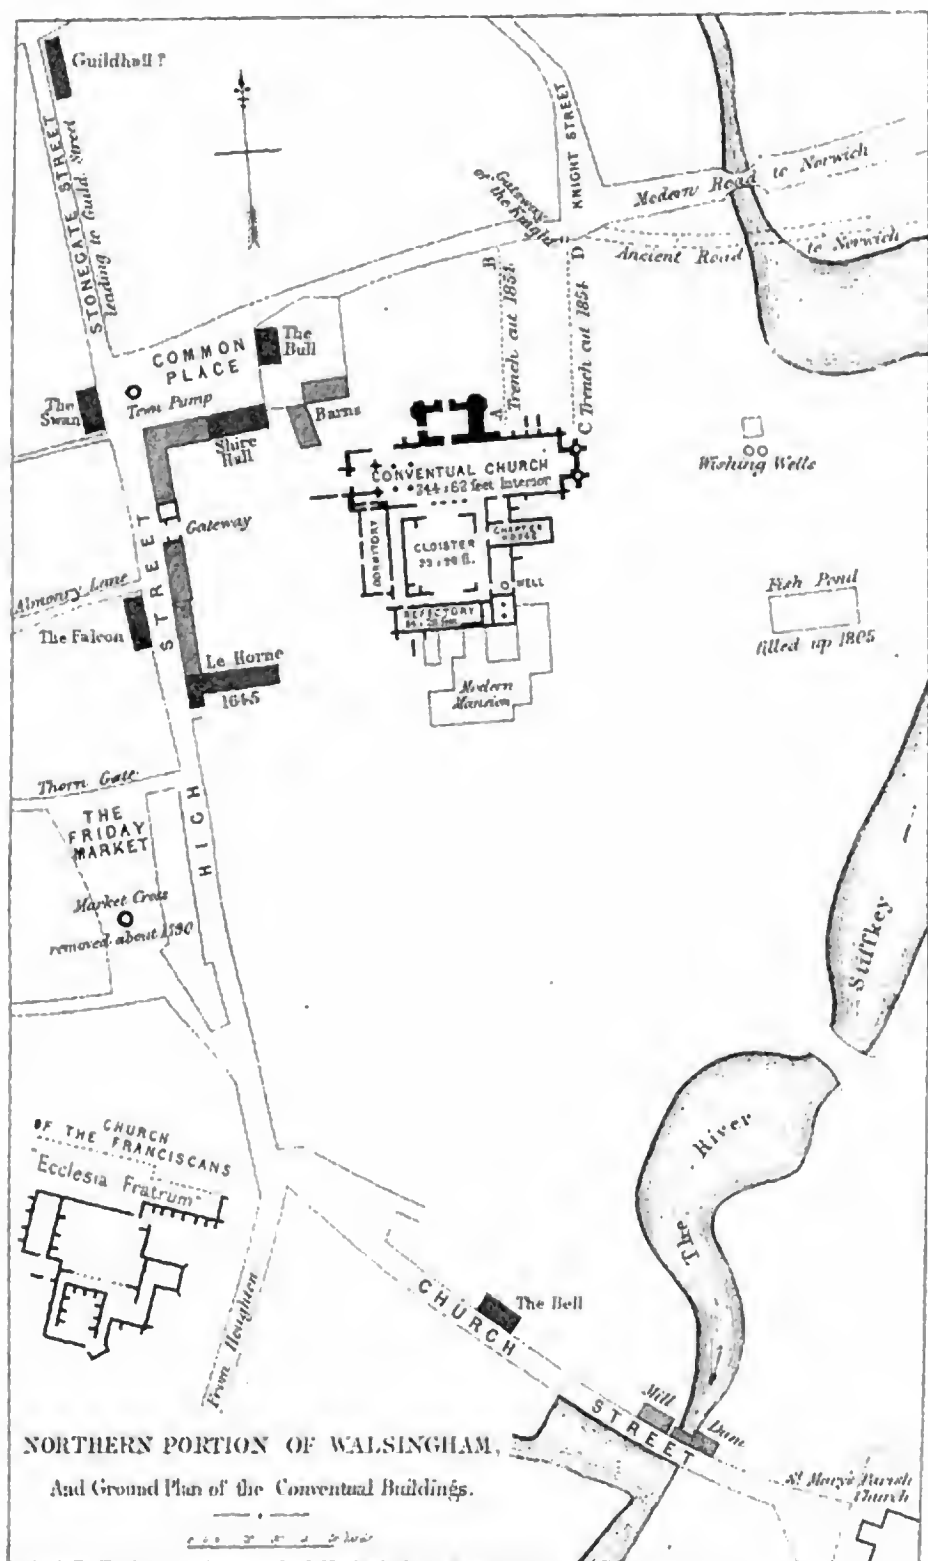 Guildhall?
STONEGATE STREET
leading to Guild Street
KNIGHT STREET
Gateway
of
the Knight
Modern Road to Norwich
Ancient Road to Norwich
B
D
Trench cut 1854
Trench cut 1854
A
C
COMMON
PLACE
The
Bull
The
Swan
Town Pump
Shire
Hall
Barns
Wishing Wells
CONVENTUAL CHURCH
244 x 62 feet Interior
DORMITORY
CLOISTER
CHAPTER
HOUSE
WELL
REFECTORY
Gateway
Almonry Lane
The Falcon
Le Horne
1645
Modern
Mansion
Fish Pond
filled up 1805
HIGH STREET
Thorn Gate
THE
FRIDAY
MARKET
Market Cross
removed about 1790
The River Stiffkey
CHURCH
OF THE FRANCISCANS
Ecclesia Fratrum
From Houghten
CHURCH STREET
The Bell
Mill
Dam
St Mary's Parish
Church
NORTHERN PORTION OF WALSINGHAM,
And Ground Plan of the Conventual Buildings.